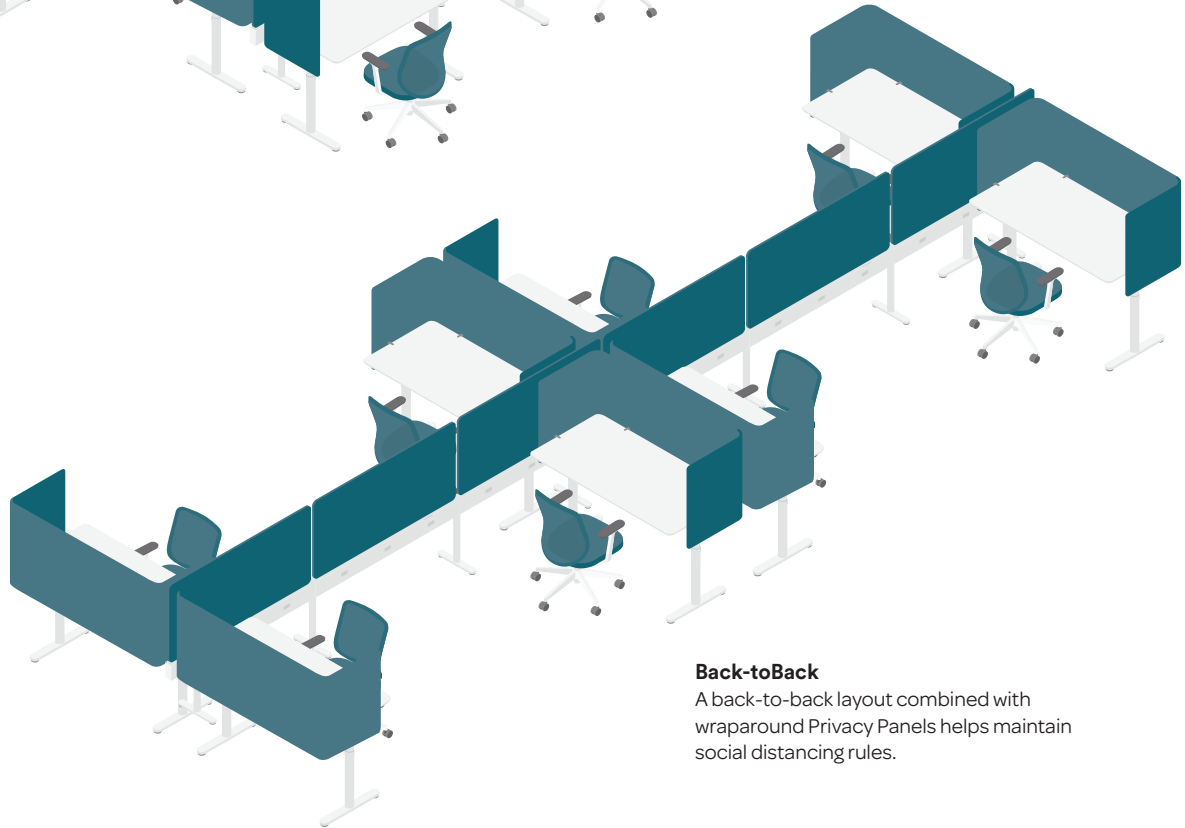 Back-toBack
A back-to-back layout combined with
wraparound Privacy Panels helps maintain
social distancing rules.